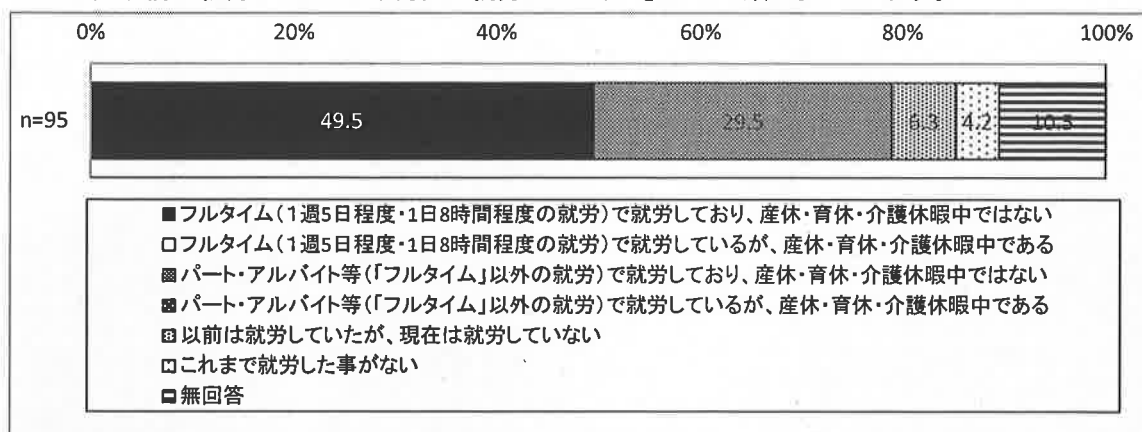 0% 20% 40% 60% 80% 100%
n=95 49.5 29.5 6.3 4.2 10.5
フルタイム(1週5日程度・1日8時間程度の就労)で就労しており、産休・育休・介護休暇中ではない
フルタイム(1週5日程度・1日8時間程度の就労)で就労しているが、産休・育休・介護休暇中である
パート・アルバイト等(「フルタイム」以外の就労)で就労しており、産休・育休・介護休暇中ではない
パート・アルバイト等(「フルタイム」以外の就労)で就労しているが、産休・育休・介護休暇中である
以前は就労していたが、現在は就労していない
これまで就労した事がない
無回答